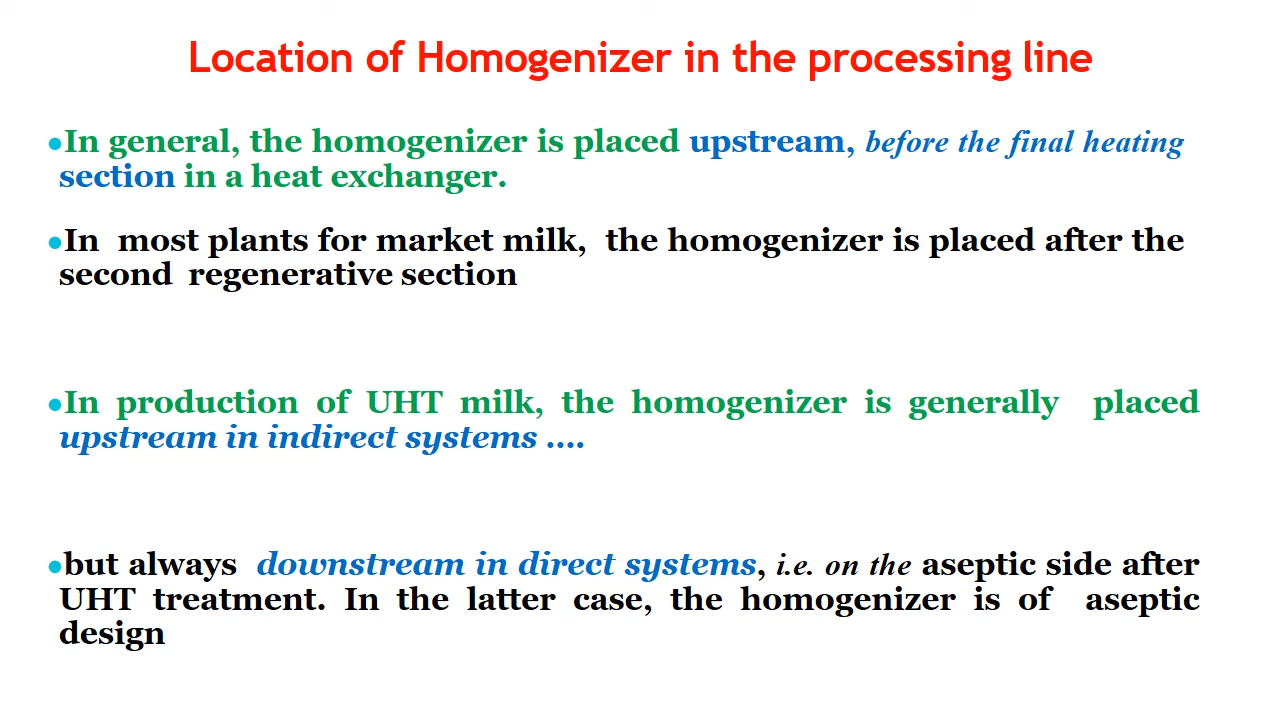 Location of Homogenizer in the processing line
●In general, the homogenizer is placed upstream, before the final heating
section in a heat exchanger.
●In most plants for market milk, the homogenizer is placed after the
second regenerative section
●In production of UHT milk, the homogenizer is generally placed
upstream in indirect systems ....
●but always downstream in direct systems, i.e. on the aseptic side after
UHT treatment. In the latter case, the homogenizer is of aseptic
design